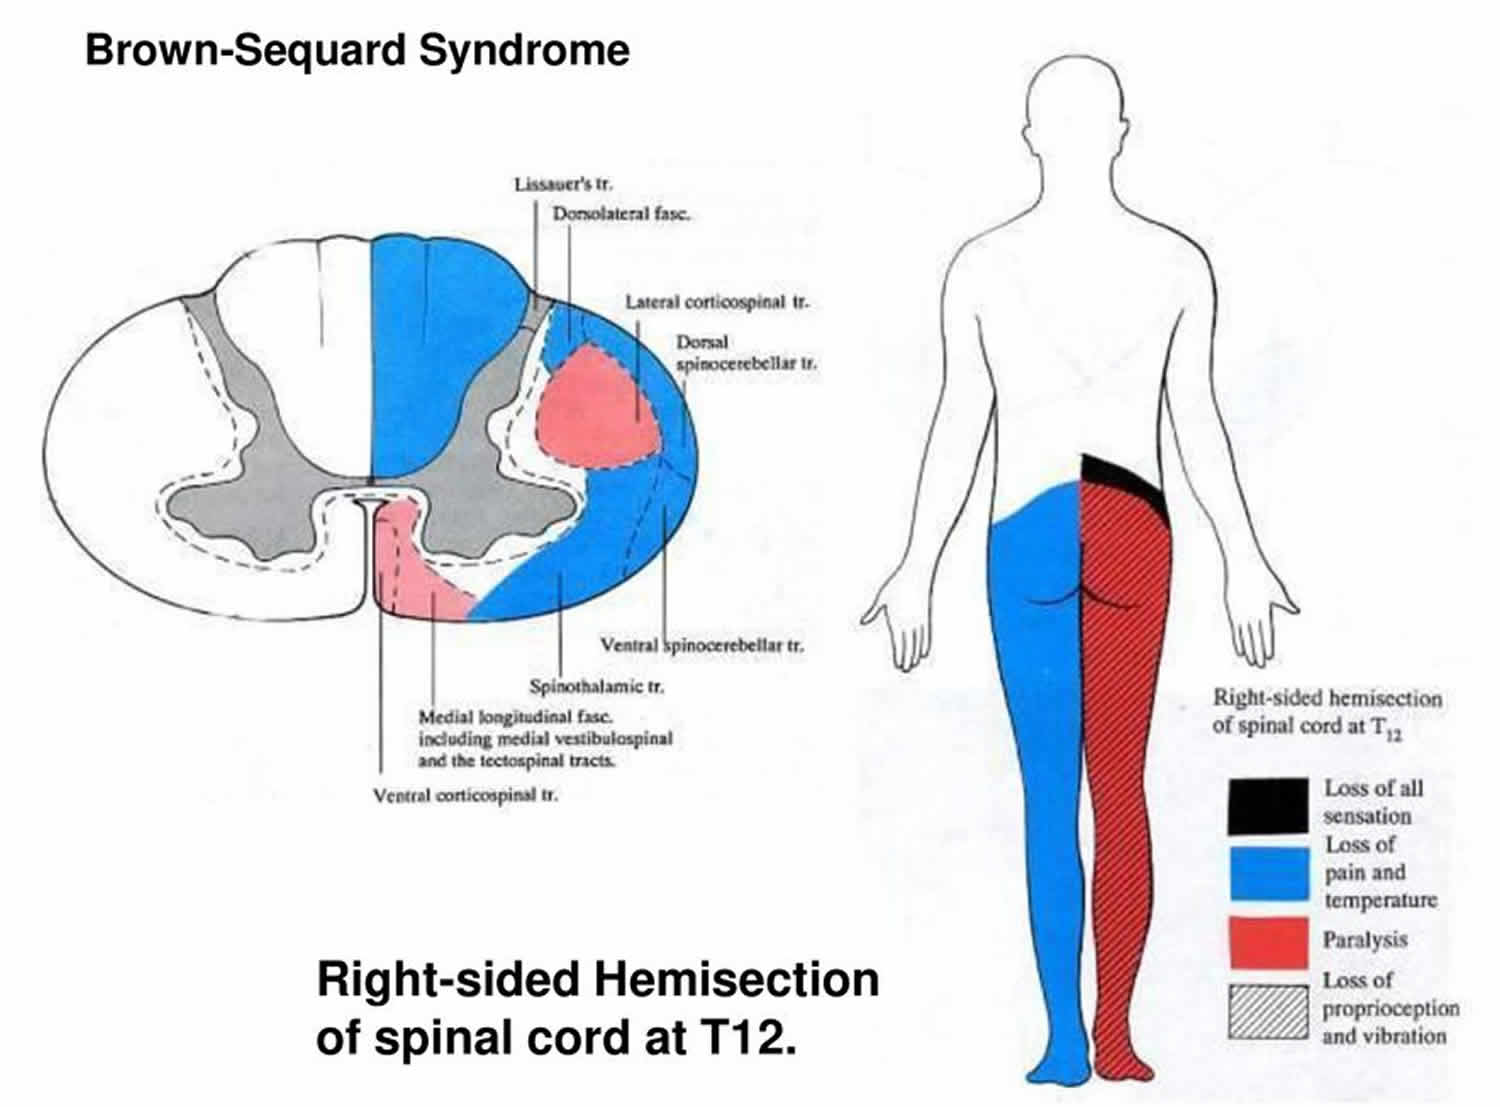 Brown-Sequard Syndrome
Lissauer's tr.
Dorsolateral fasc.
Lateral corticospinal tr.
Dorsal
spinocerebellar tr.
Ventral spinocerebellar tr.
Spinothalamic tr.
Medial longitudinal fasc.
including medial vestibulospinal
and the tectospinal tracts.
Ventral corticospinal tr.
Right-sided hemisection
of spinal cord at T12
Loss of all
sensation
Loss of
pain and
temperature
Paralysis
Loss of
proprioception
and vibration
Right-sided Hemisection
of spinal cord at T12.